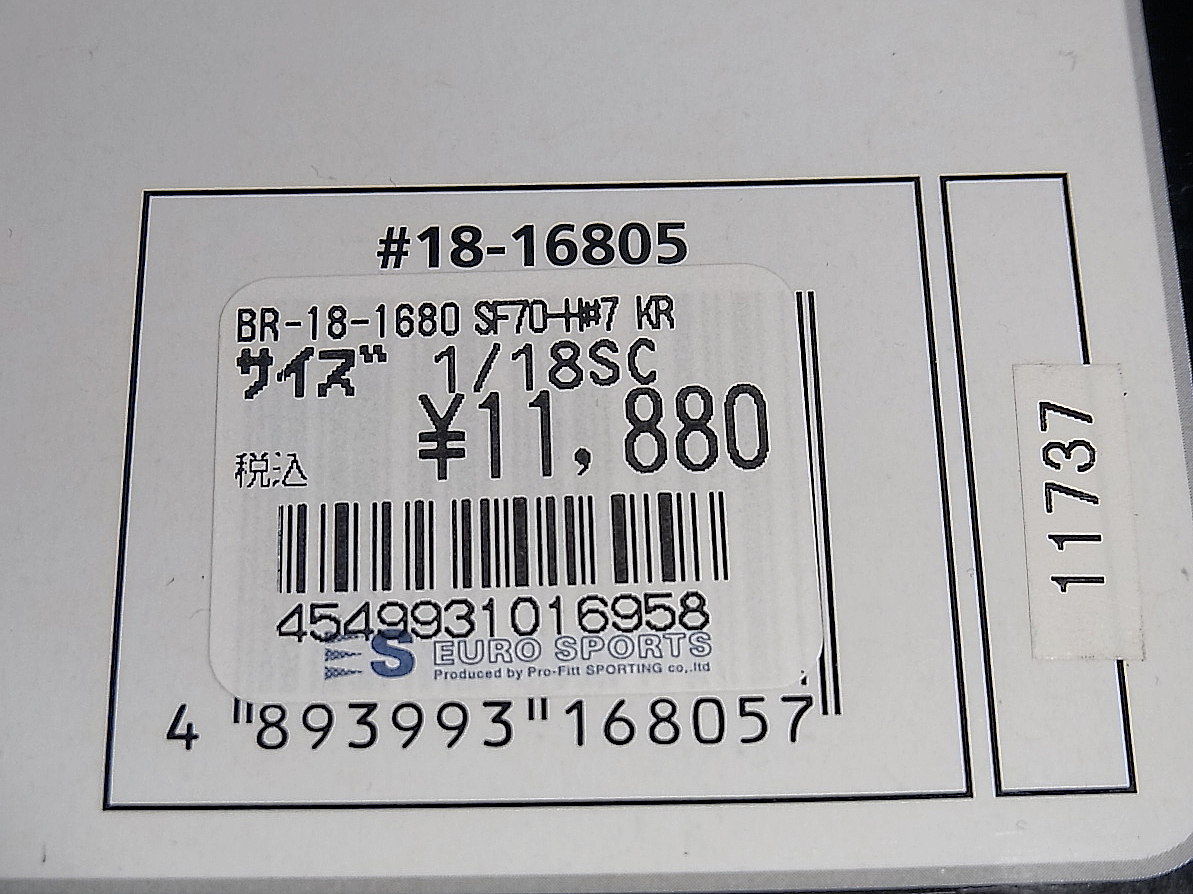 #18-16805
BR-18-1680 SF70-H#7 KR
サイズ 1/18SC
¥11,880
税込
4549931016958
ES EURO SPORTS
Produced by Pro-Fitt SPORTING co,.ltd
4 "893993"168057"
11737